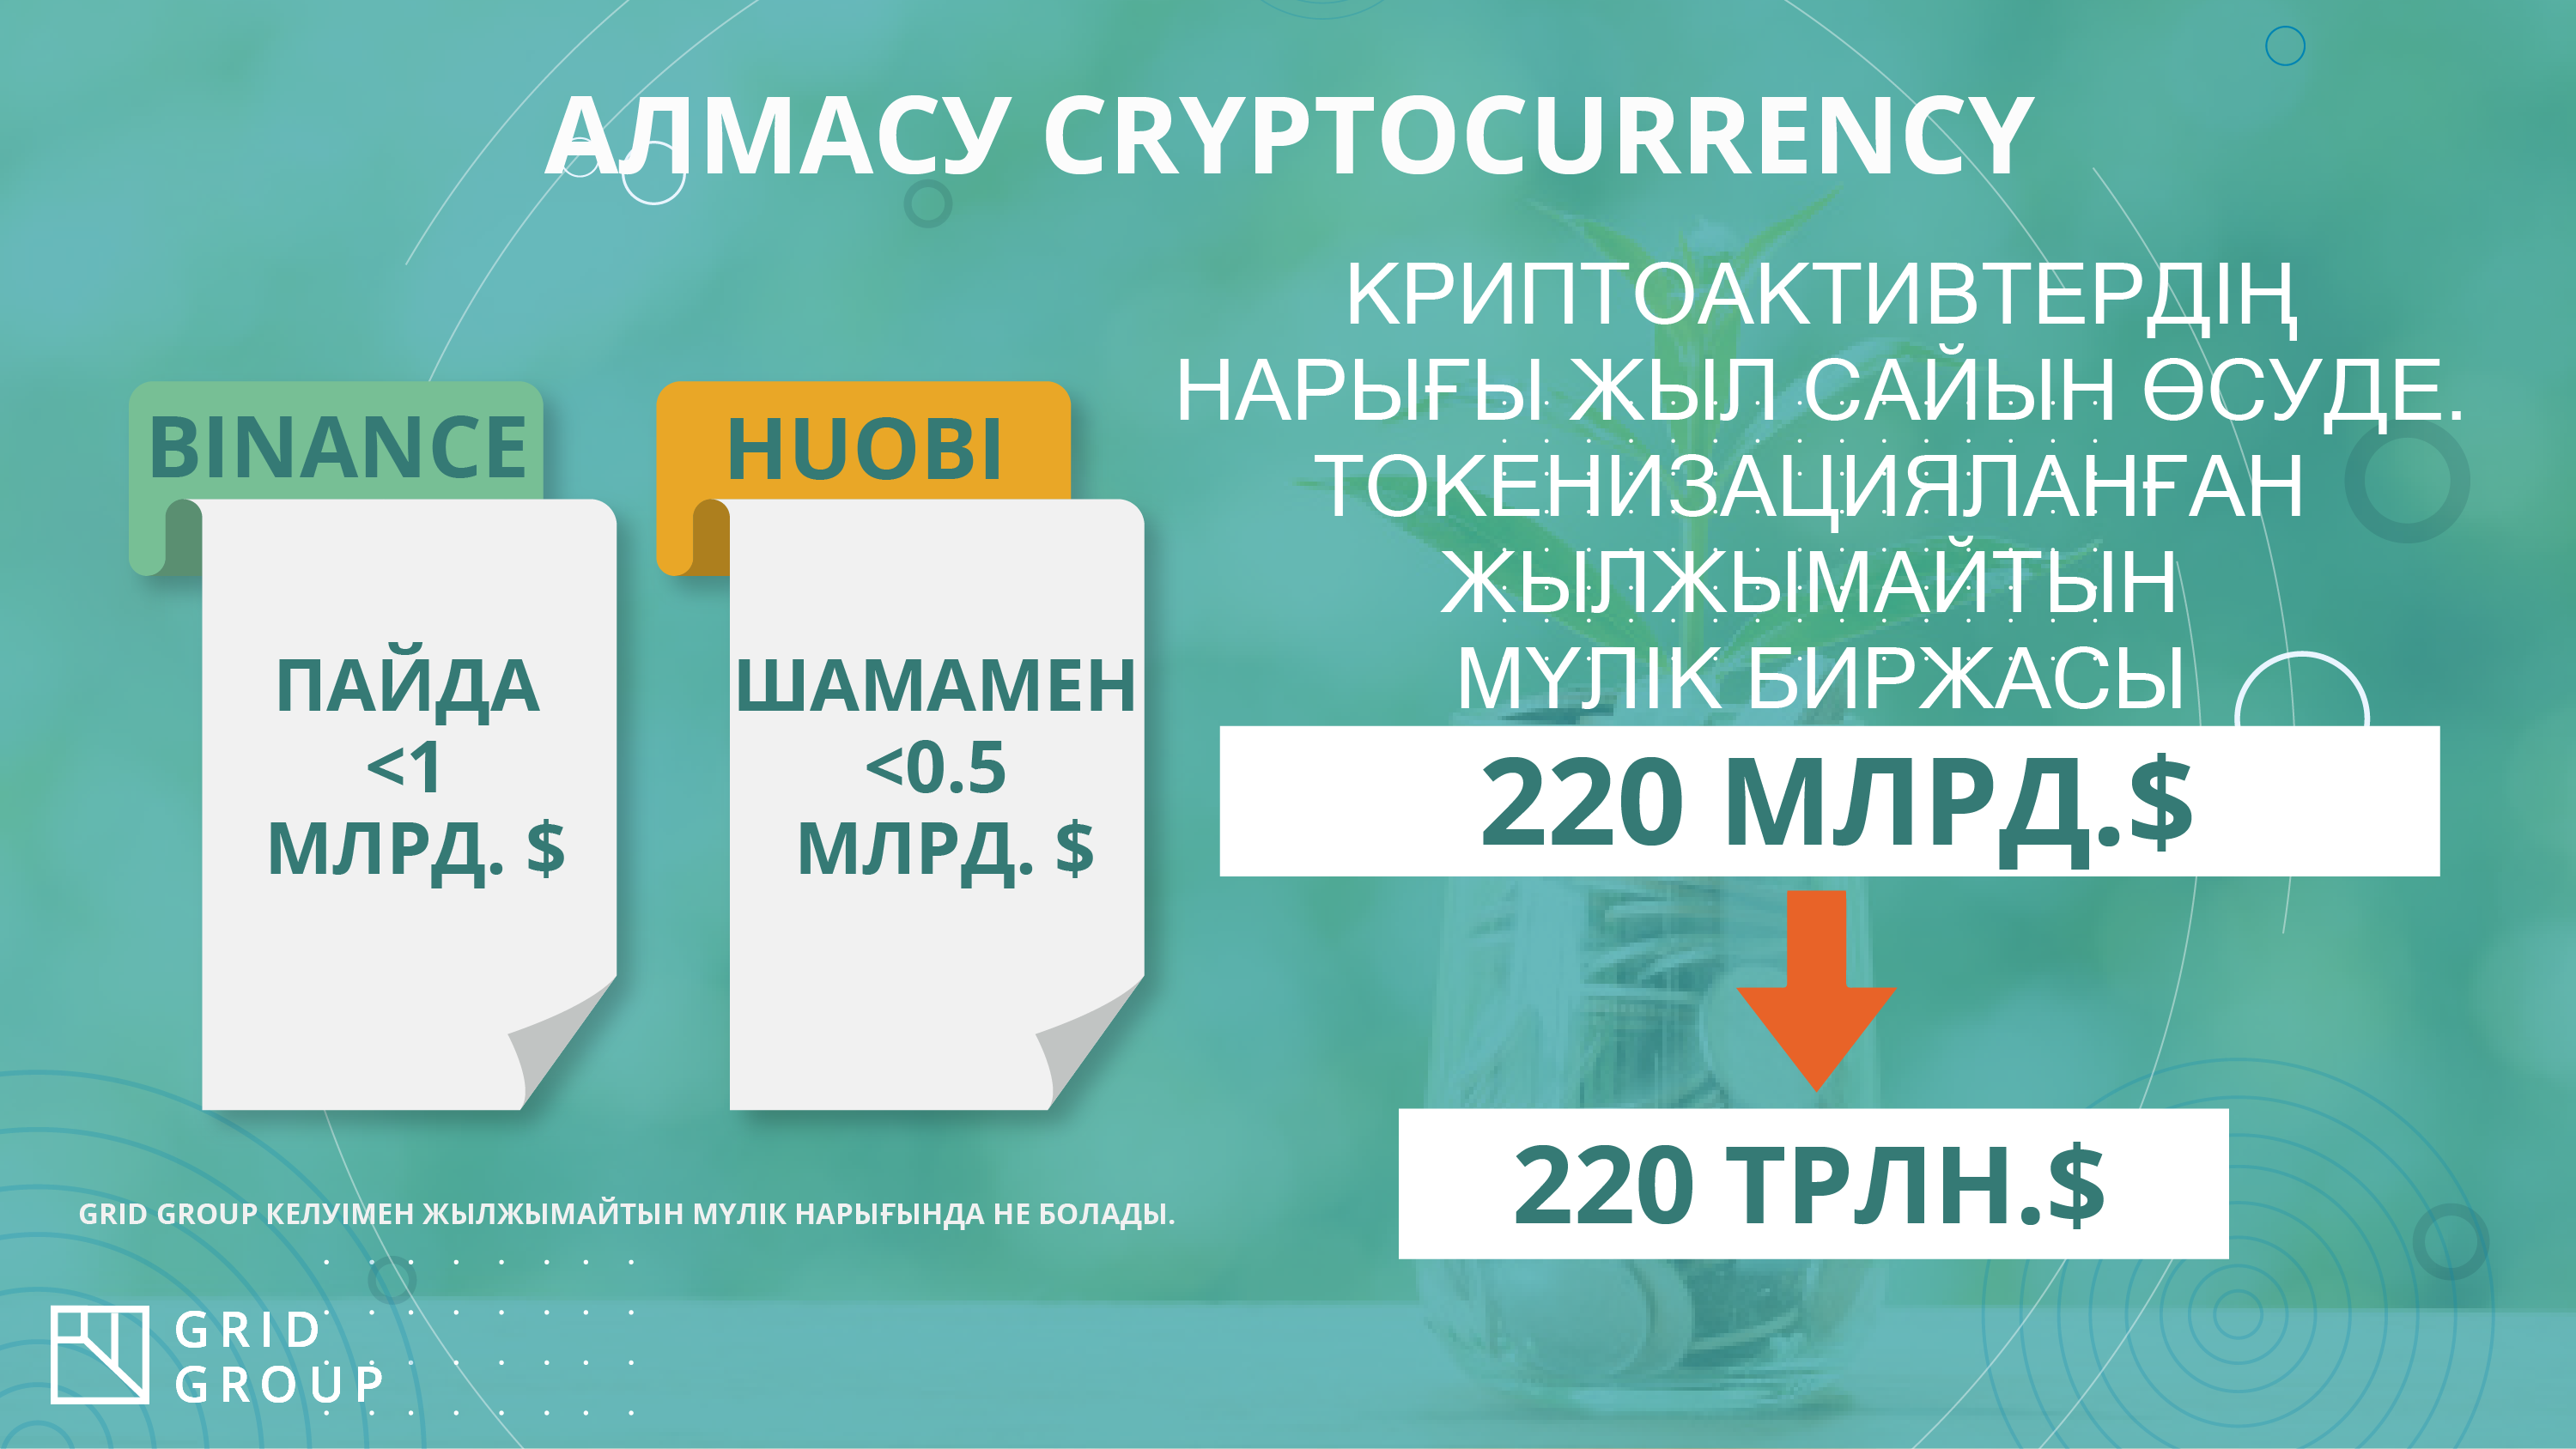 АЛМАСУ CRYPTOCURRENCY
BINANCE
ПАЙДА
<1
МЛРД. $
HUOBI
ШАМАМЕН
<0.5
МЛРД. $
КРИПТОАКТИВТЕРДІҢ
НАРЫҒЫ ЖЫЛ САЙЫН ӨСУДЕ.
ТОКЕНИЗАЦИЯЛАНҒАН
ЖЫЛЖЫМАЙТЫН
МҮЛІК БИРЖАСЫ
220 МЛРД.$
220 ТРЛН.$
GRID GROUP КЕЛУІМЕН ЖЫЛЖЫМАЙТЫН МҮЛІК НАРЫҒЫНДА НЕ БОЛАДЫ.
GRID
GROUP